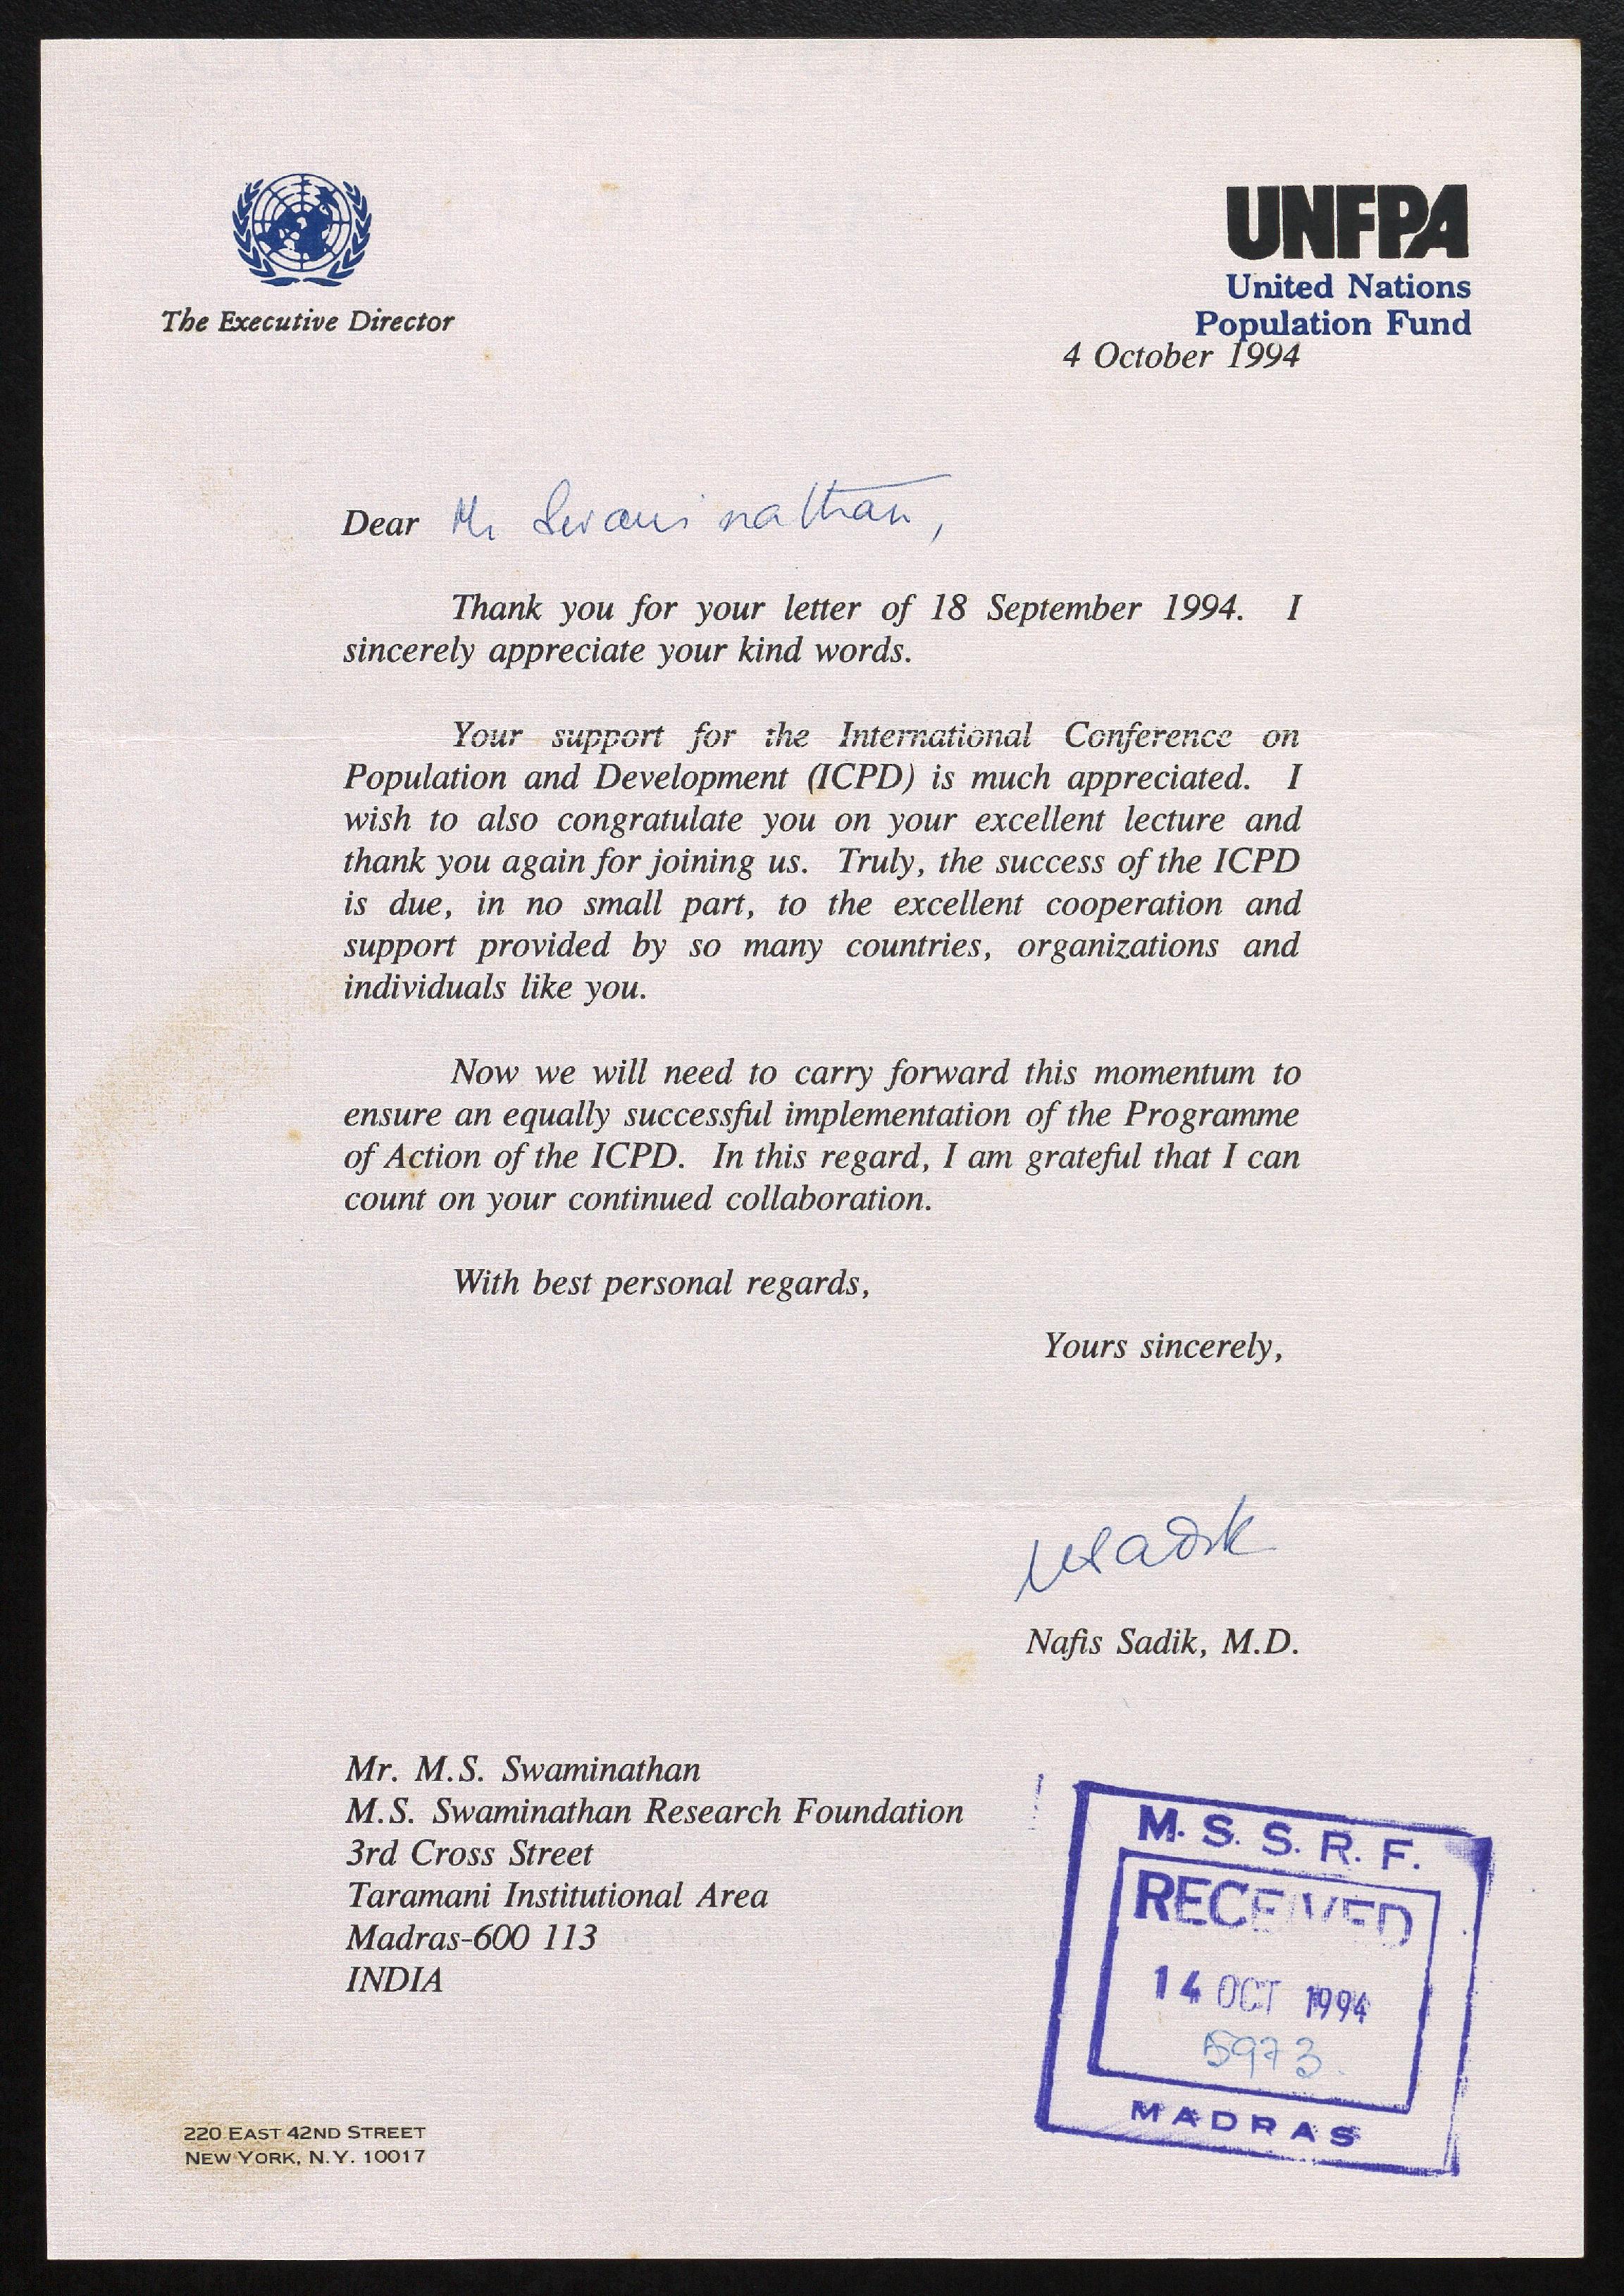 The Executive Director
UNFPA
United Nations
Population Fund
4 October 1994
Dear Mr Swaminathan,
Thank you for your letter of 18 September 1994. I
sincerely appreciate your kind words.
Your support for the International Conference on
Population and Development (ICPD) is much appreciated. I
wish to also congratulate you on your excellent lecture and
thank you again for joining us. Truly, the success of the ICPD
is due, in no small part, to the excellent cooperation and
support provided by so many countries, organizations and
individuals like you.
Now we will need to carry forward this momentum to
ensure an equally successful implementation of the Programme
of Action of the ICPD. In this regard, I am grateful that I can
count on your continued collaboration.
With best personal regards,
Yours sincerely,
NSadik
Nafis Sadik, M.D.
Mr. M.S. Swaminathan
M.S. Swaminathan Research Foundation
3rd Cross Street
Taramani Institutional Area
Madras-600 113
INDIA
M. S. S. R. F.
RECEIVED
14 OCT 1994
5973.
MADRAS
220 EAST 42ND STREET
NEW YORK, N.Y. 10017